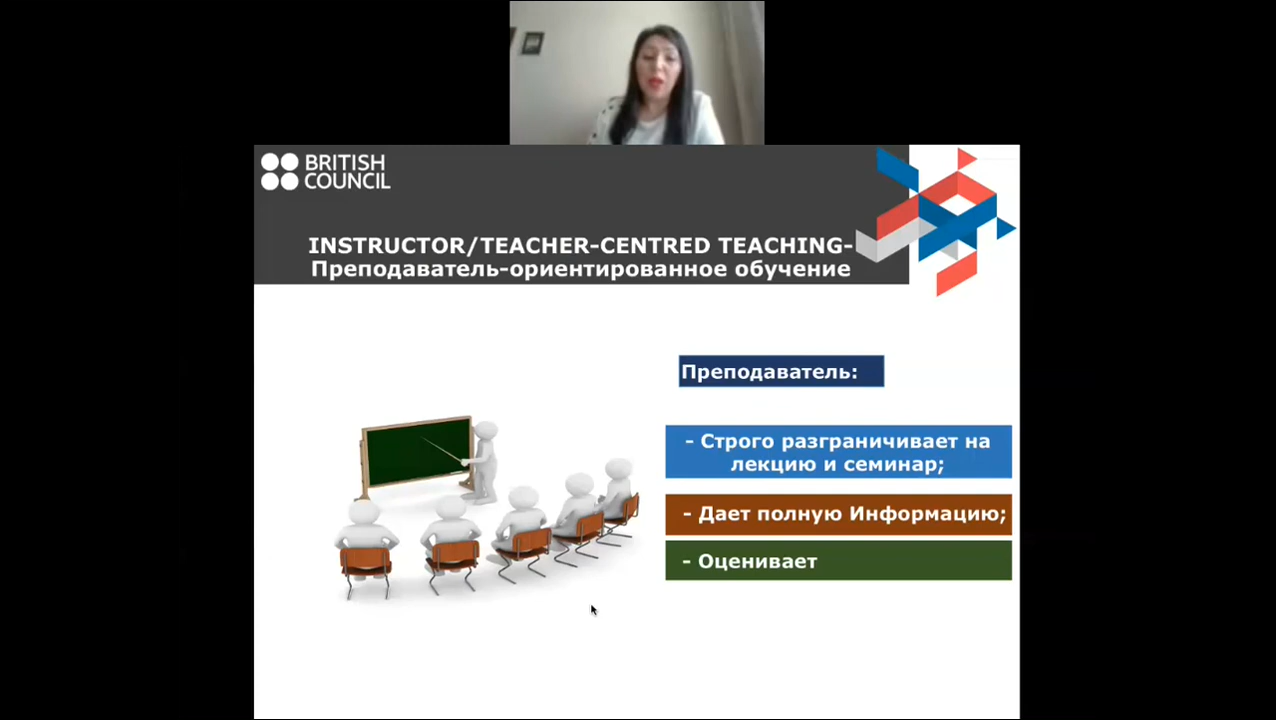 BRITISH
COUNCIL
INSTRUCTOR/TEACHER-CENTRED TEACHING-
Преподаватель-ориентированное обучение
Преподаватель:
- Строго разграничивает на
лекцию и семинар;
- Дает полную Информацию;
- Оценивает